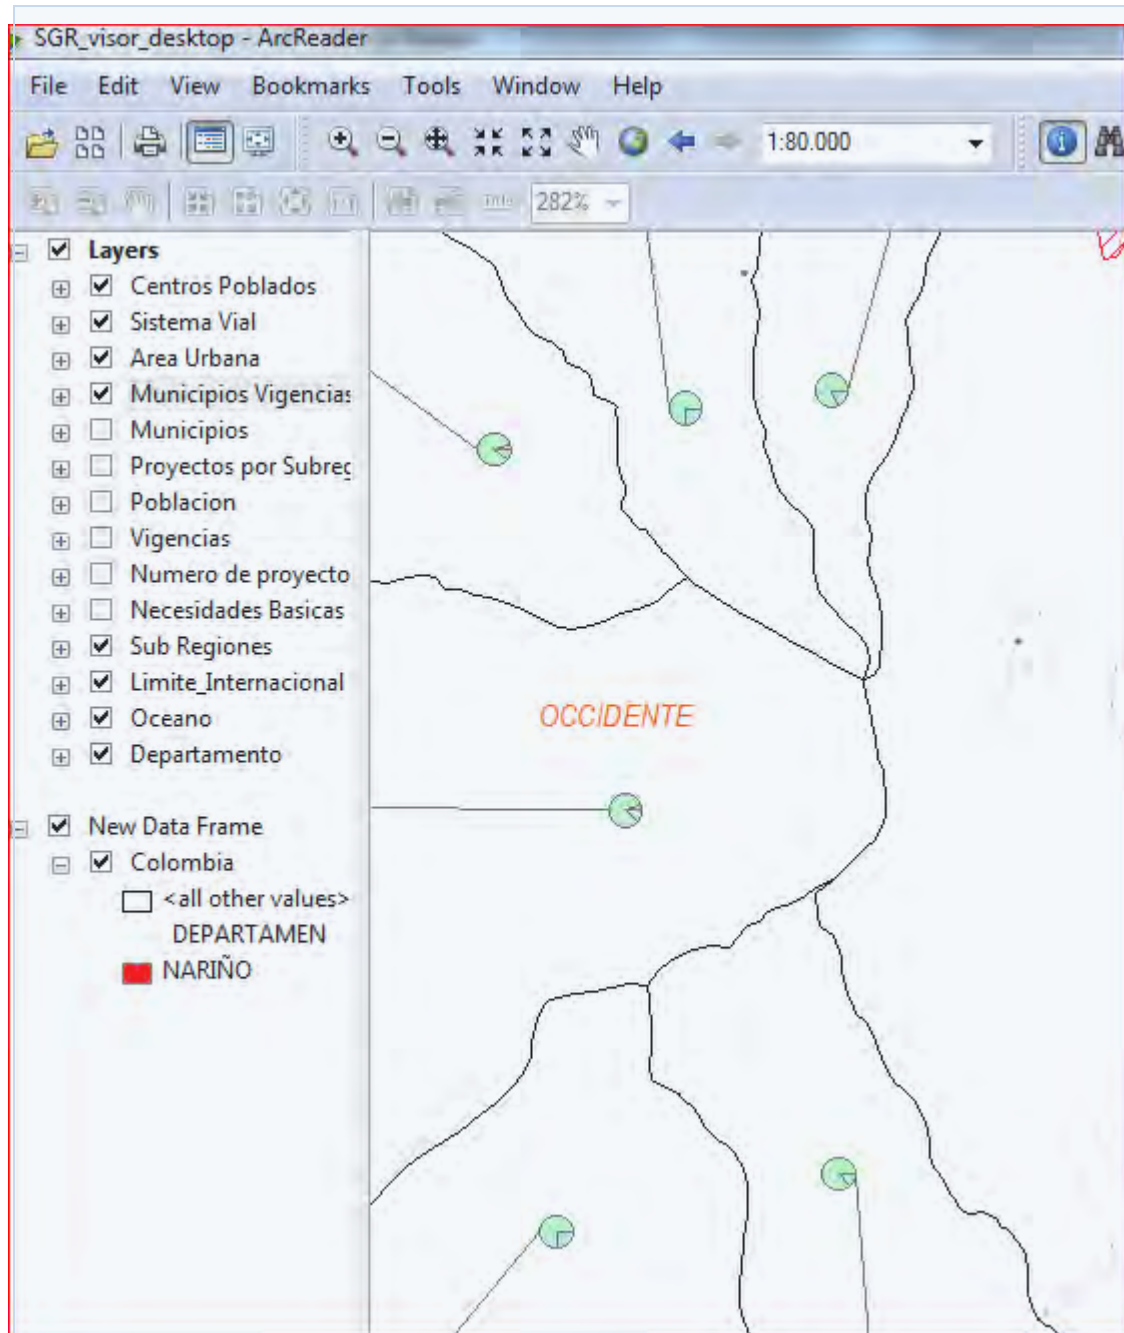 SGR_visor_desktop - ArcReader
File Edit View Bookmarks Tools Window Help
1:80.000
282%
Layers
Centros Poblados
Sistema Vial
Area Urbana
Municipios Vigencias
Municipios
Proyectos por Subreg
Poblacion
Vigencias
Numero de proyecto
Necesidades Basicas
Sub Regiones
Limite_Internacional
Oceano
Departamento
New Data Frame
Colombia
<all other values>
DEPARTAMEN
NARIÑO
OCCIDENTE